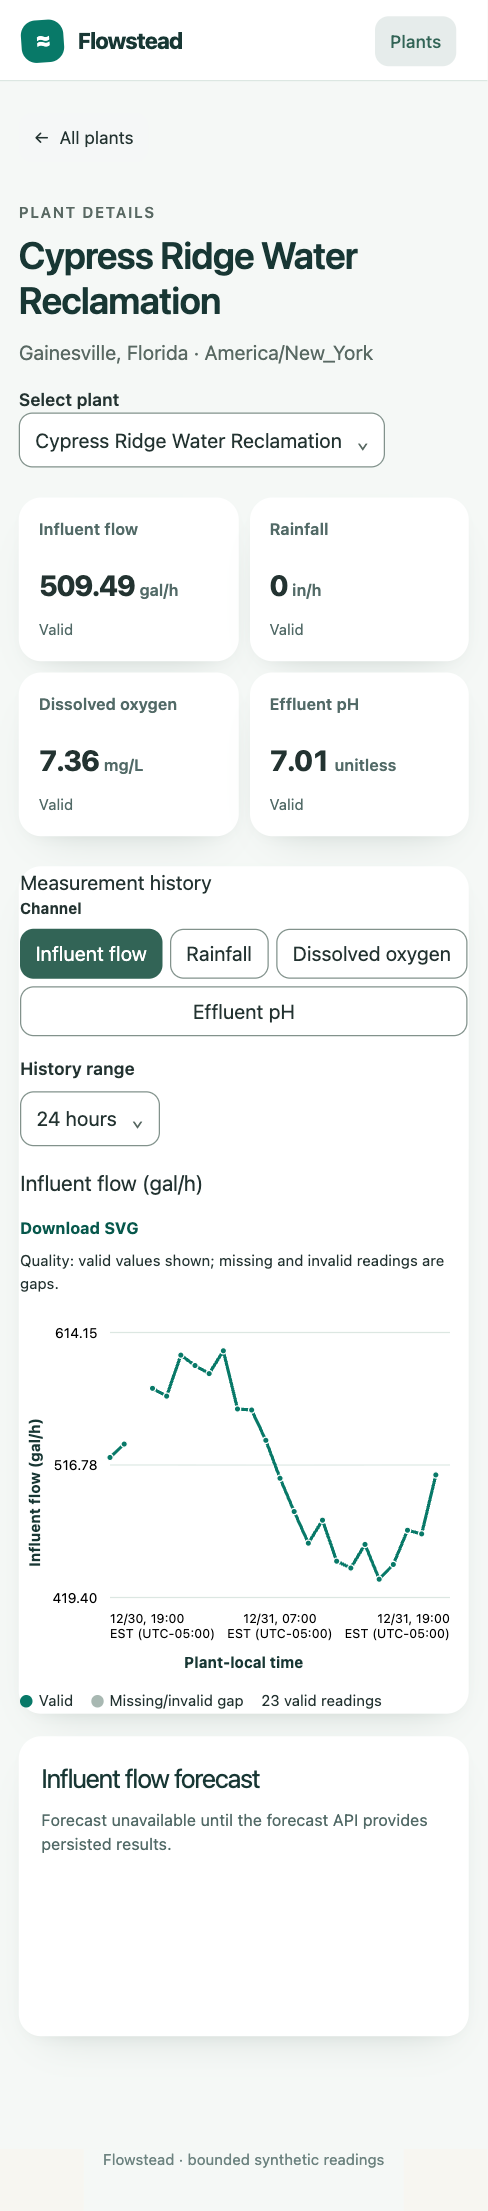 ≈ Flowstead Plants
← All plants
PLANT DETAILS
Cypress Ridge Water
Reclamation
Gainesville, Florida · America/New_York
Select plant
Cypress Ridge Water Reclamation
Influent flow
509.49 gal/h
Valid
Rainfall
0 in/h
Valid
Dissolved oxygen
7.36 mg/L
Valid
Effluent pH
7.01 unitless
Valid
Measurement history
Channel
Influent flow Rainfall Dissolved oxygen
Effluent pH
History range
24 hours
Influent flow (gal/h)
Download SVG
Quality: valid values shown; missing and invalid readings are
gaps.
614.15
516.78
419.40
Influent flow (gal/h)
12/30, 19:00
EST (UTC-05:00)
12/31, 07:00
EST (UTC-05:00)
12/31, 19:00
EST (UTC-05:00)
Plant-local time
Valid Missing/invalid gap 23 valid readings
Influent flow forecast
Forecast unavailable until the forecast API provides
persisted results.
Flowstead · bounded synthetic readings